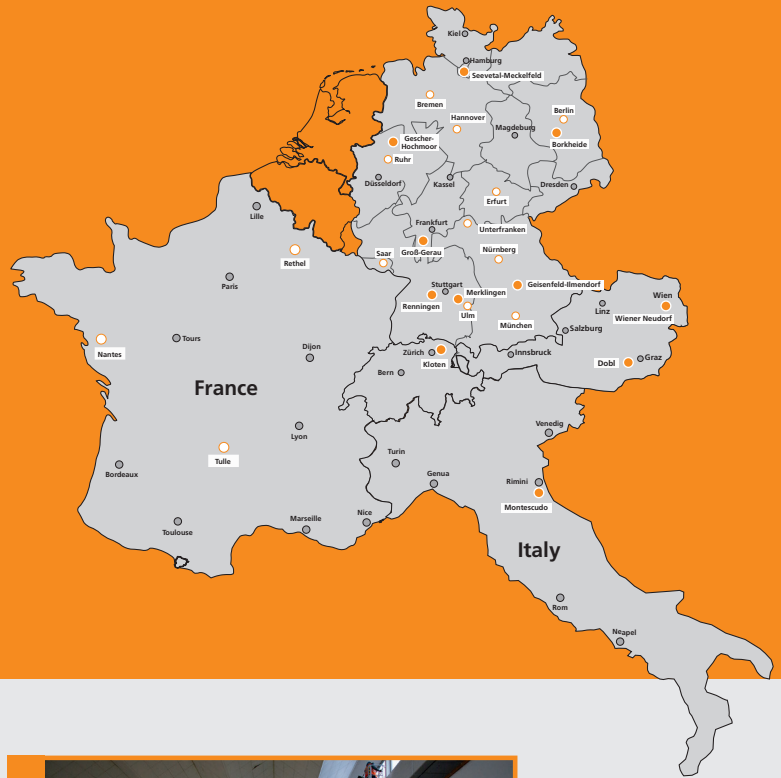 Kiel
Hamburg
Seevetal-Meckelfeld
Bremen
Berlin
Hannover
Magdeburg
Borkheide
Gescher-
Hochmoor
Ruhr
Düsseldorf
Kassel
Dresden
Erfurt
Lille
Frankfurt
Unterfranken
Groß-Gerau
Nürnberg
Saar
Rethel
Paris
Stuttgart
Merklingen
Geisenfeld-Ilmendorf
Renningen
Ulm
München
Wien
Linz
Wiener Neudorf
Salzburg
Tours
Nantes
Dijon
Zürich
Kloten
Innsbruck
Dobl
Graz
Bern
France
Venedig
Lyon
Tulle
Turin
Bordeaux
Genua
Rimini
Montescudo
Toulouse
Marseille
Nice
Italy
Rom
Neapel